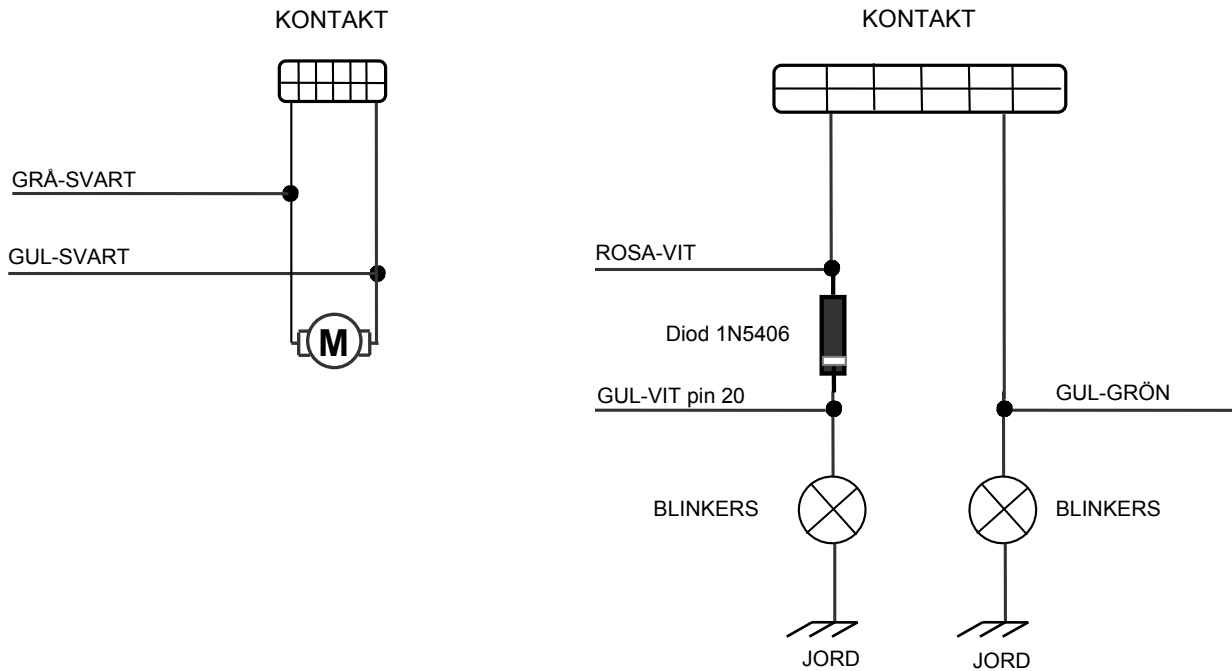 KONTAKT
GRÅ-SVART
GUL-SVART
M
KONTAKT
ROSA-VIT
Diod 1N5406
GUL-VIT pin 20
GUL-GRÖN
BLINKERS
BLINKERS
JORD
JORD